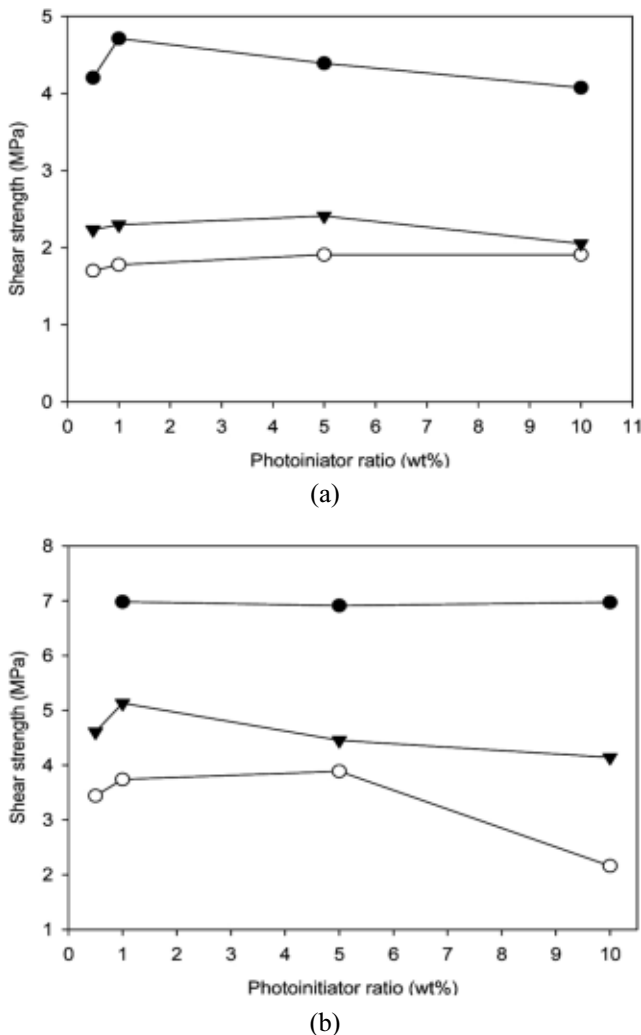 5
4
3
2
1
0
Shear strength (MPa)
0 1 2 3 4 5 6 7 8 9 10 11
Photoiniator ratio (wt%)
(a)
8
7
6
5
4
3
2
1
Shear strength (MPa)
0 1 2 3 4 5 6 7 8 9 10
Photoinitiator ratio (wt%)
(b)